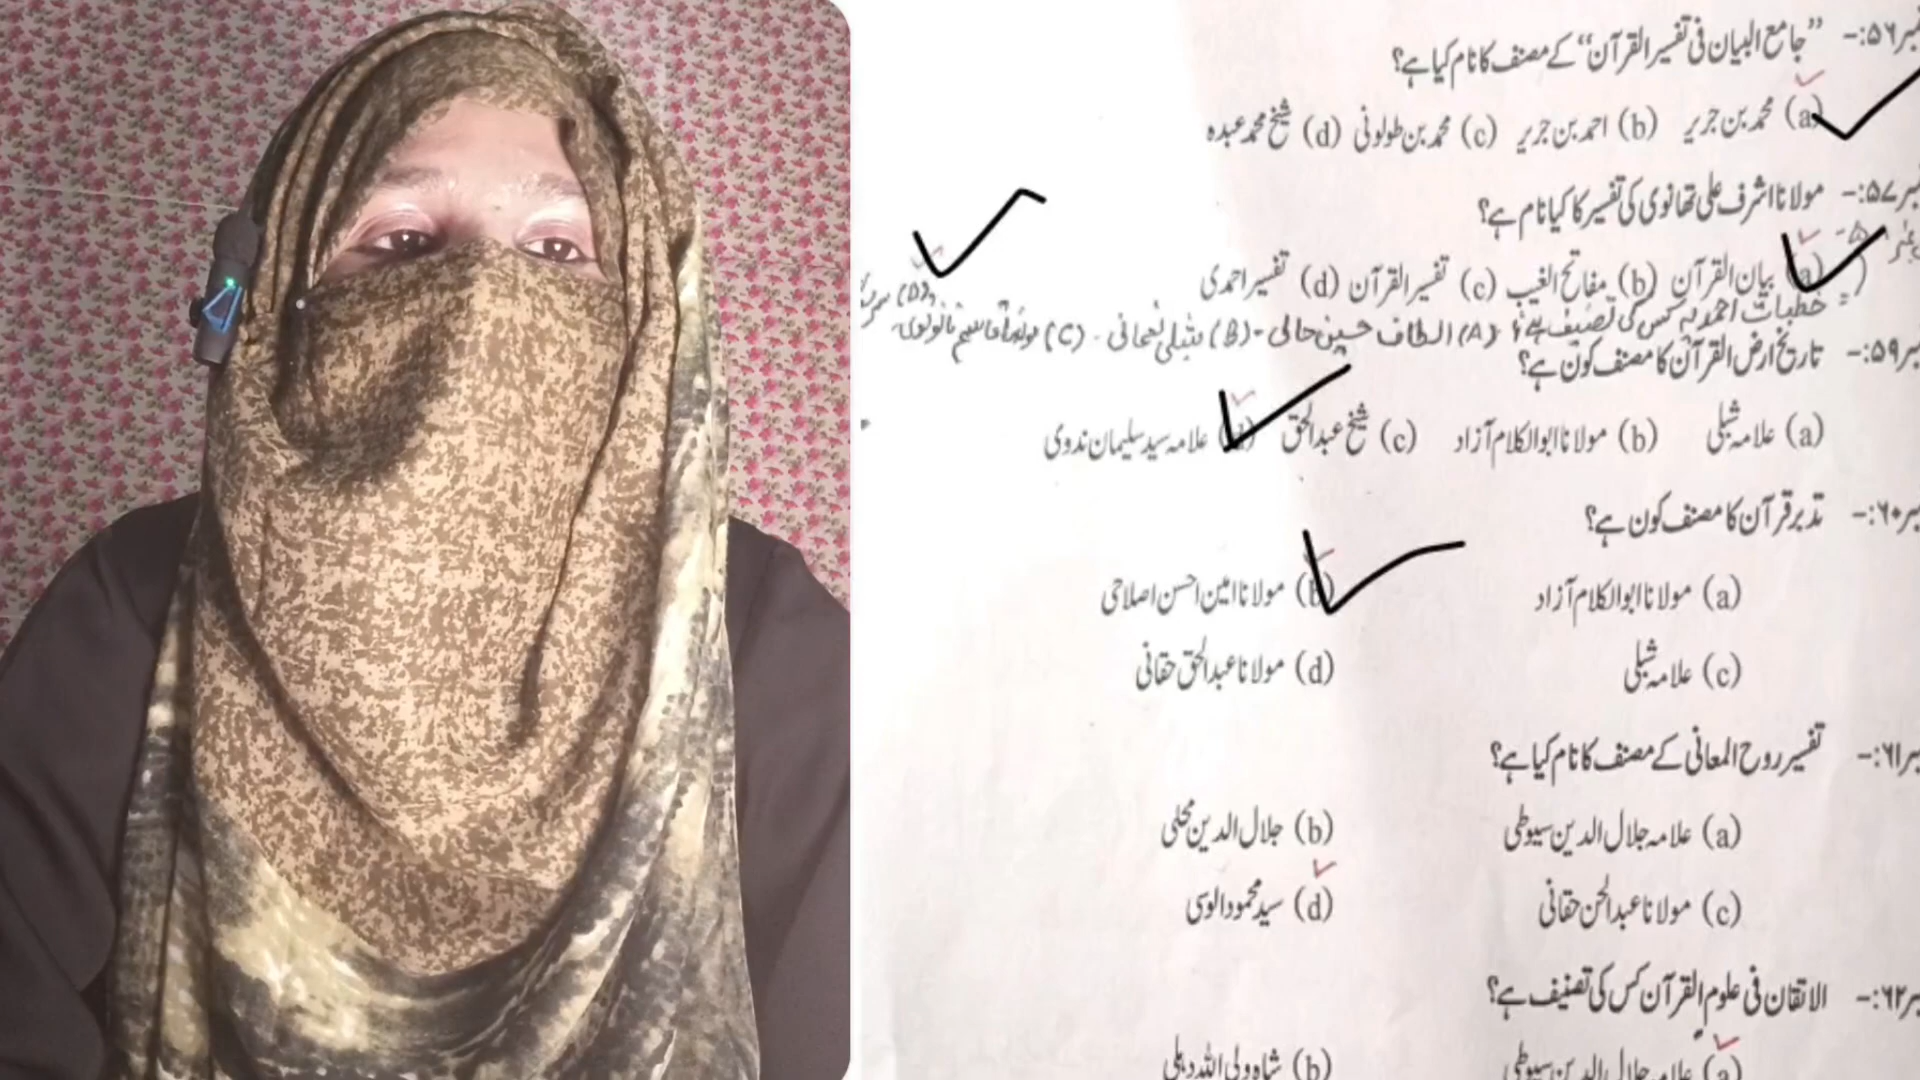 نمبر۵۶:- ”جامع البیان فی تفسیر القرآن“ کے مصنف کا نام کیا ہے؟
(a) محمد بن جریر (b) احمد بن جریر (c) محمد بن طولونی (d) شیخ محمد عبدہ
نمبر۵۷:- مولانا اشرف علی تھانوی کی تفسیر کا کیا نام ہے؟
(a) بیان القرآن (b) مفاتح الغیب (c) تفسیر القرآن (d) تفسیر احمدی
خطبات احمدیہ کس کی تصنیف ہے؟ (A) الطاف حسین حالی - (B) شبلی نعمانی - (C) مولانا قاسم نانوتوی - (D)
نمبر۵۹:- تاریخ ارض القرآن کا مصنف کون ہے؟
(a) علامہ شبلی (b) مولانا ابوالکلام آزاد (c) شیخ عبدالحق (d) علامہ سید سلیمان ندوی
نمبر۶۰:- تدبر قرآن کا مصنف کون ہے؟
(a) مولانا ابوالکلام آزاد (b) مولانا امین احسن اصلاحی
(c) علامہ شبلی (d) مولانا عبدالحق حقانی
نمبر۶۱:- تفسیر روح المعانی کے مصنف کا نام کیا ہے؟
(a) علامہ جلال الدین سیوطی (b) جلال الدین محلی
(c) مولانا عبدالحق حقانی (d) سید محمود الوسی
نمبر۶۲:- الاتقان فی علوم القرآن کس کی تصنیف ہے؟
(a) علامہ جلال الدین سیوطی (b) شاہ ولی اللہ دہلی